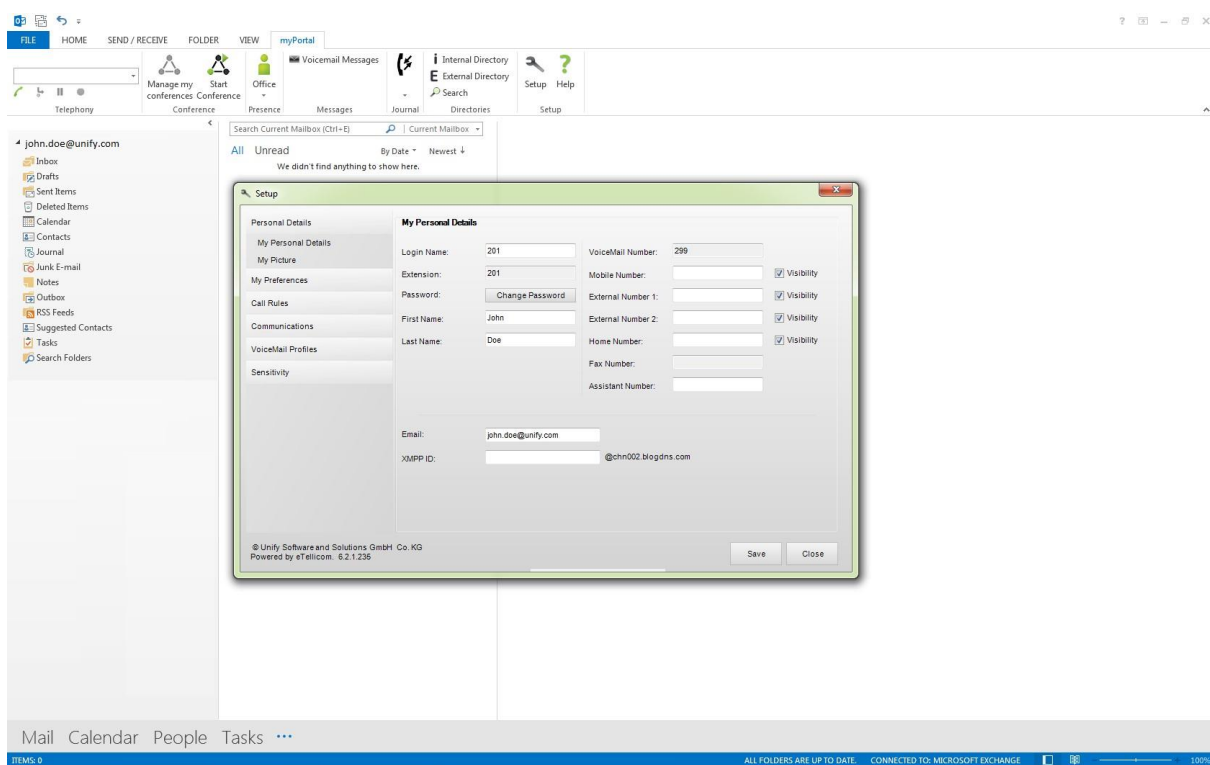 FILE HOME SEND / RECEIVE FOLDER VIEW myPortal
Manage my conferences
Start Conference
Office
Voicemail Messages
i Internal Directory
E External Directory
Search
Setup Help
Telephony Conference Presence Messages Journal Directories Setup
john.doe@unify.com
Inbox
Drafts
Sent Items
Deleted Items
Calendar
Contacts
Journal
Junk E-mail
Notes
Outbox
RSS Feeds
Suggested Contacts
Tasks
Search Folders
Search Current Mailbox (Ctrl+E) Current Mailbox
All Unread By Date Newest
We didn't find anything to show here.
Setup
Personal Details
My Personal Details
My Picture
My Preferences
Call Rules
Communications
VoiceMail Profiles
Sensitivity
My Personal Details
Login Name: 201
Extension: 201
Password: Change Password
First Name: John
Last Name: Doe
VoiceMail Number: 299
Mobile Number: Visibility
External Number 1: Visibility
External Number 2: Visibility
Home Number: Visibility
Fax Number:
Assistant Number:
Email: john.doe@unify.com
XMPP ID: @chn002.blogdns.com
© Unify Software and Solutions GmbH Co. KG
Powered by eTellicom. 6.2.1.235
Save Close
Mail Calendar People Tasks •••
ITEMS: 0 ALL FOLDERS ARE UP TO DATE. CONNECTED TO: MICROSOFT EXCHANGE 100%